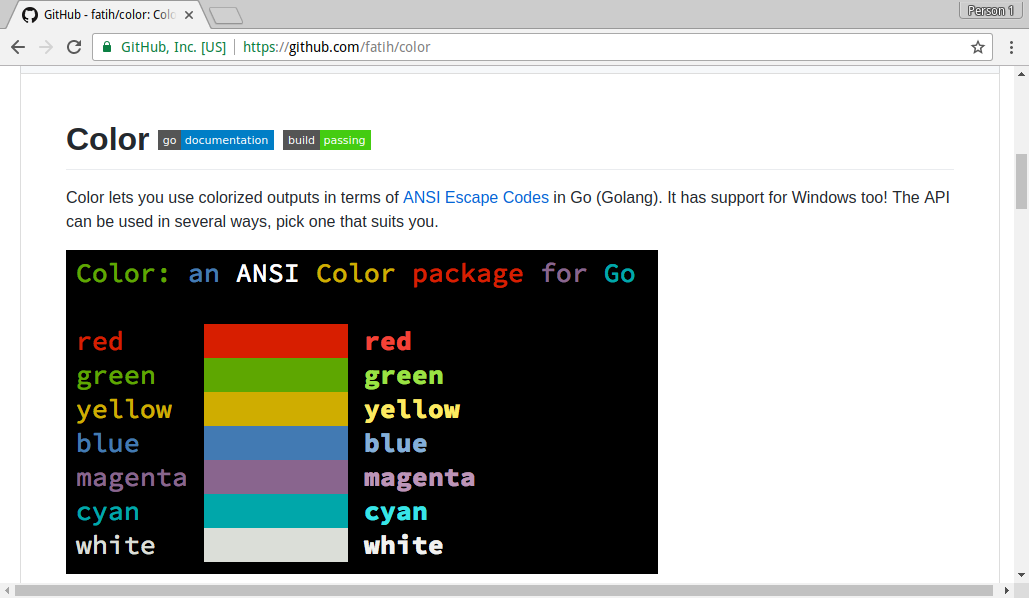 GitHub - fatih/color: Colo
Person 1
GitHub, Inc. [US] https://github.com/fatih/color
Color go documentation build passing
Color lets you use colorized outputs in terms of ANSI Escape Codes in Go (Golang). It has support for Windows too! The API
can be used in several ways, pick one that suits you.
Color: an ANSI Color package for Go
red red
green green
yellow yellow
blue blue
magenta magenta
cyan cyan
white white